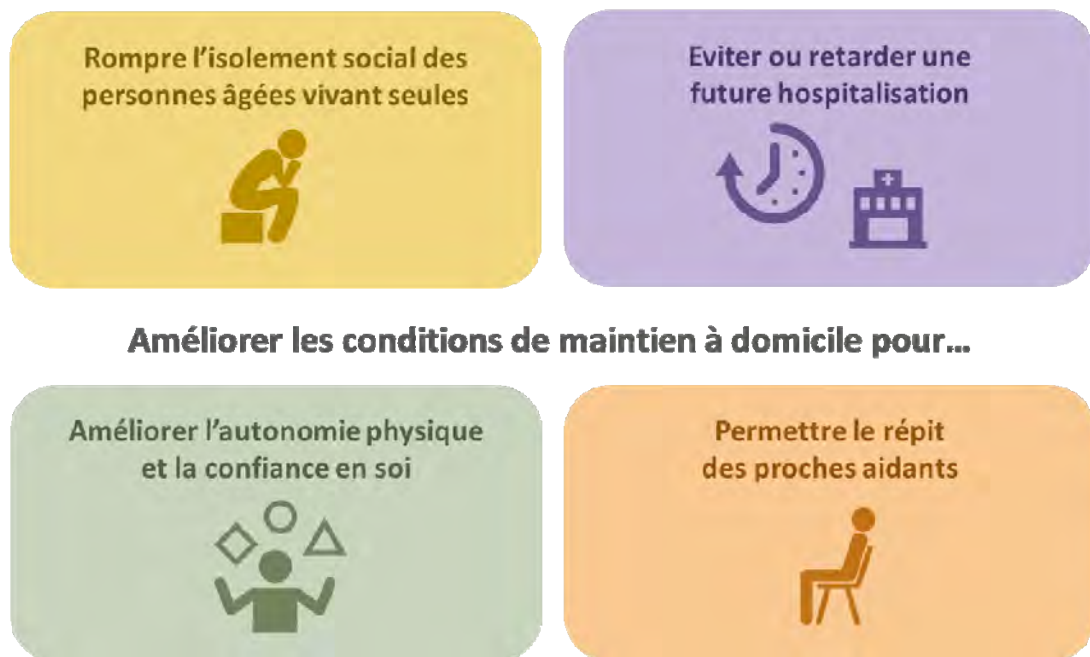 Rompre l'isolement social des
personnes âgées vivant seules
Eviter ou retarder une
future hospitalisation
Améliorer les conditions de maintien à domicile pour...
Améliorer l'autonomie physique
et la confiance en soi
Permettre le répit
des proches aidants